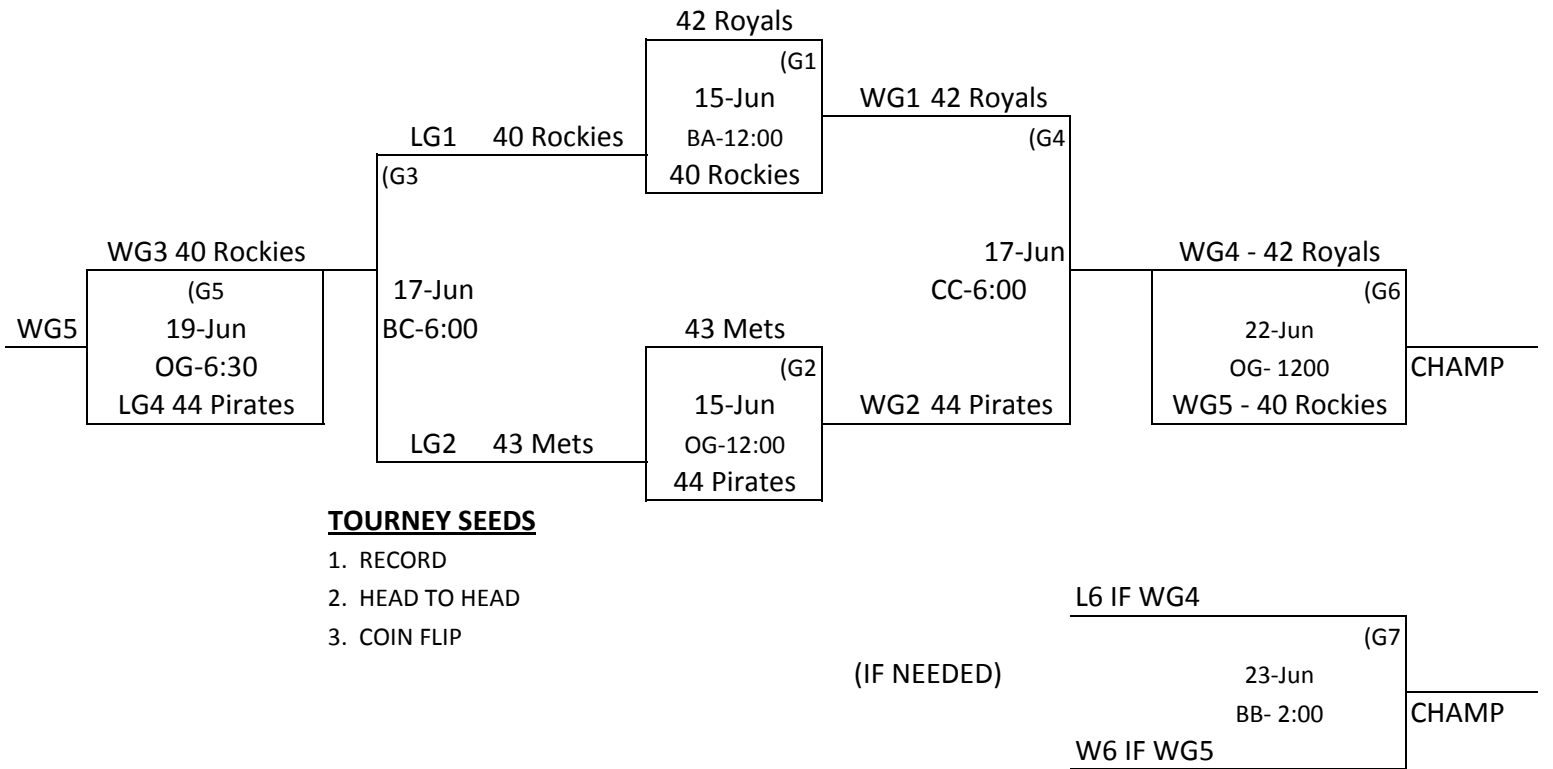 42 Royals
(G1
15-Jun
WG1 42 Royals
LG1 40 Rockies
BA-12:00
(G4
(G3
40 Rockies
WG3 40 Rockies
17-Jun
WG4 - 42 Royals
(G5
17-Jun
CC-6:00
(G6
WG5
19-Jun
BC-6:00
43 Mets
22-Jun
OG-6:30
(G2
OG- 1200
CHAMP
LG4 44 Pirates
15-Jun
WG2 44 Pirates
WG5 - 40 Rockies
LG2 43 Mets
OG-12:00
44 Pirates
TOURNEY SEEDS
1. RECORD
2. HEAD TO HEAD
L6 IF WG4
3. COIN FLIP
(G7
(IF NEEDED)
23-Jun
BB- 2:00
CHAMP
W6 IF WG5